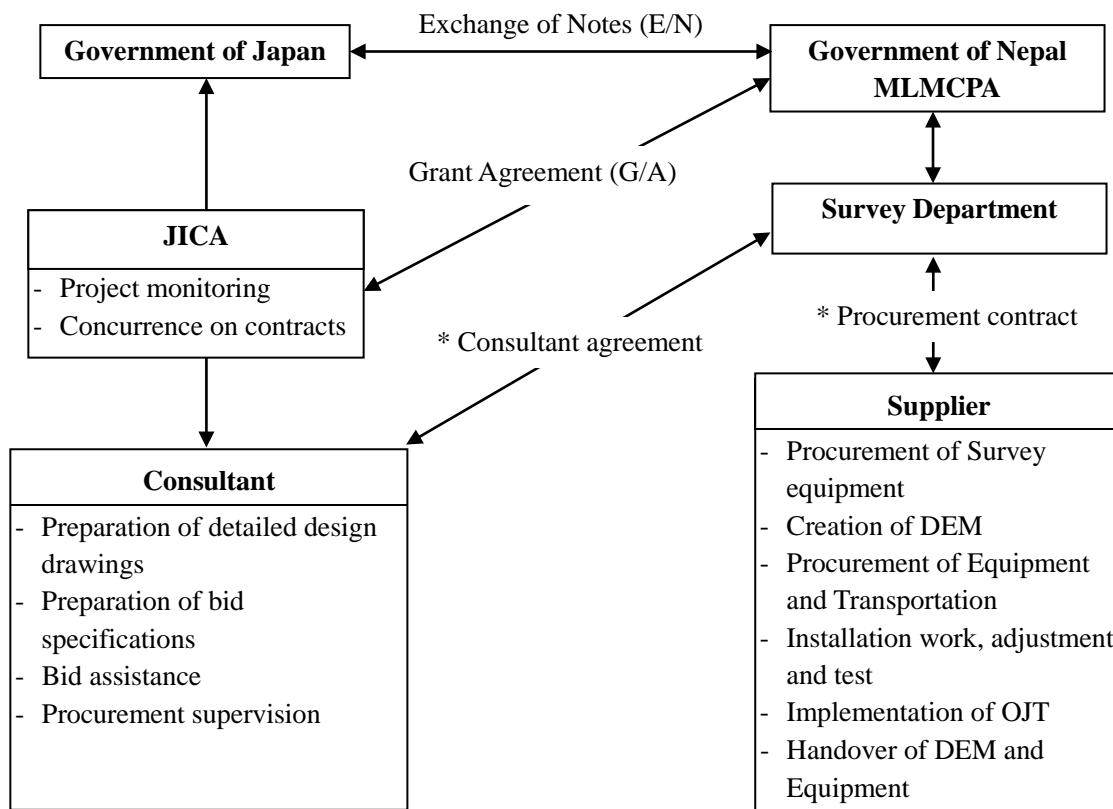 Exchange of Notes (E/N)
Government of Japan
Government of Nepal
MLMCPA
Grant Agreement (G/A)
Survey Department
JICA
- Project monitoring
- Concurrence on contracts
* Procurement contract
* Consultant agreement
Supplier
- Procurement of Survey
equipment
- Creation of DEM
- Procurement of Equipment
and Transportation
- Installation work, adjustment
and test
- Implementation of OJT
- Handover of DEM and
Equipment
Consultant
- Preparation of detailed design
drawings
- Preparation of bid
specifications
- Bid assistance
- Procurement supervision